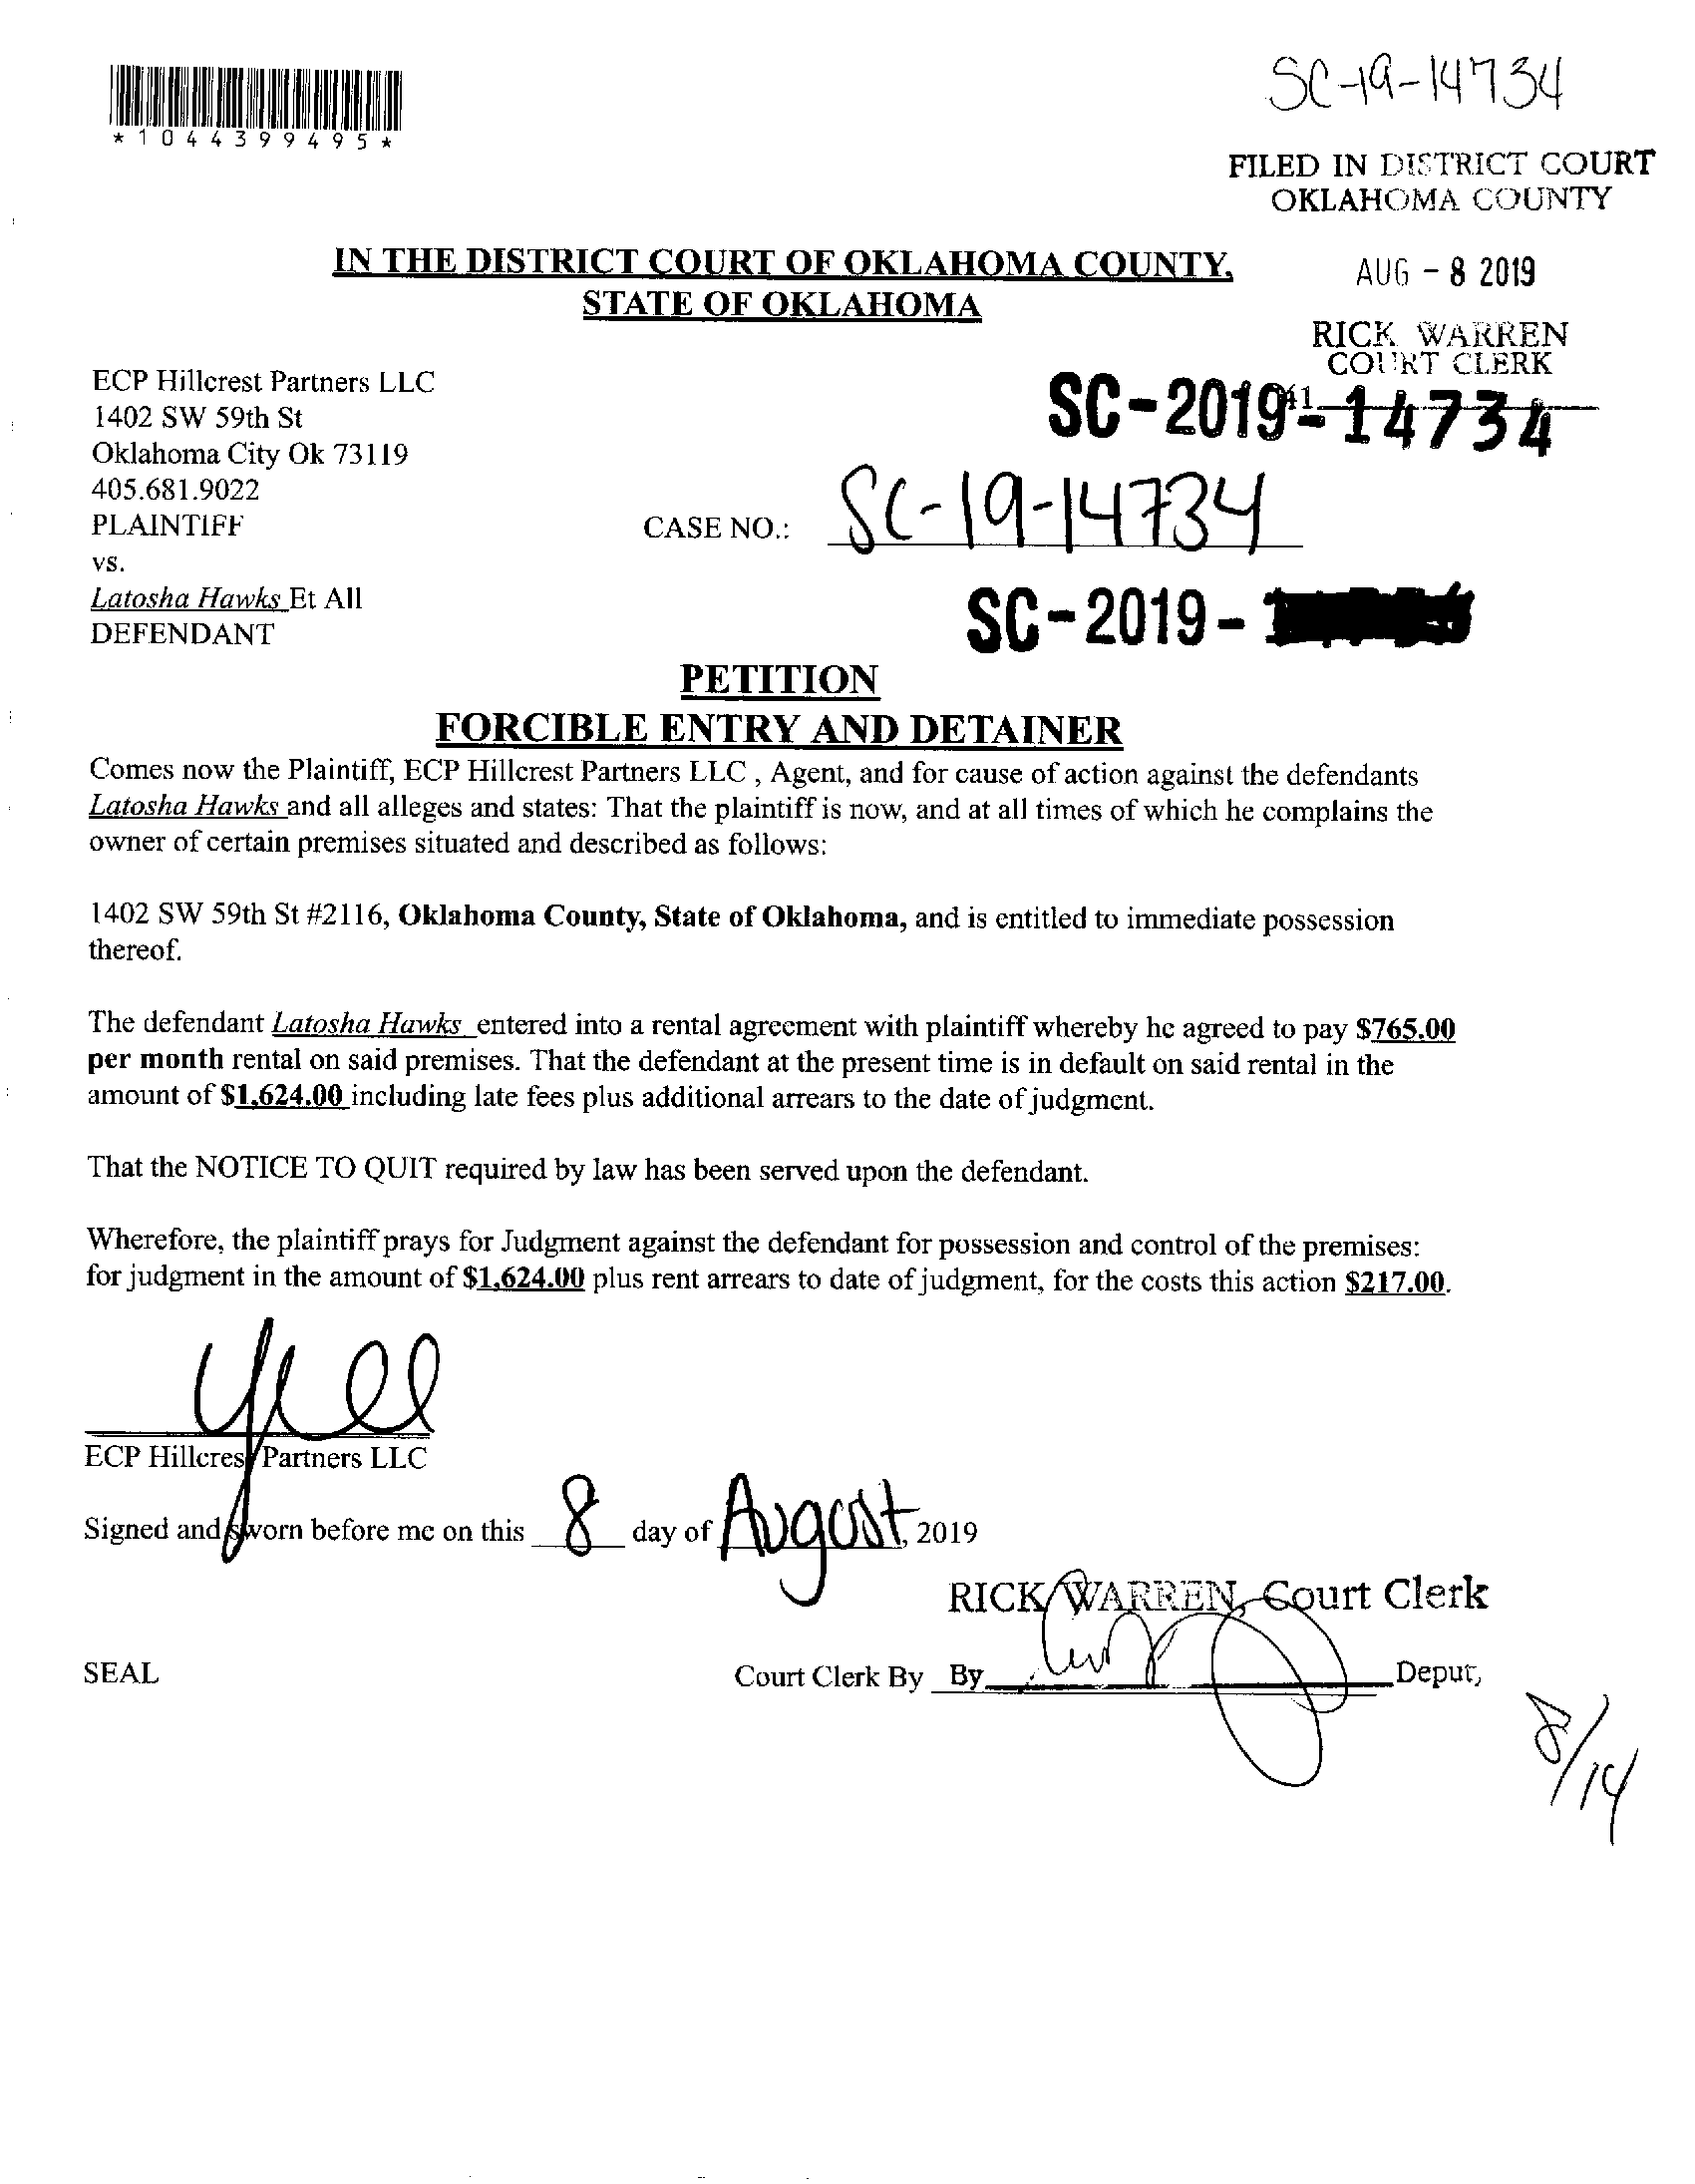 SC-19-14734
*1044399495*
FILED IN DISTRICT COURT
OKLAHOMA COUNTY
IN THE DISTRICT COURT OF OKLAHOMA COUNTY,
STATE OF OKLAHOMA
AUG - 8 2019
RICK WARREN
COURT CLERK
ECP Hillcrest Partners LLC
1402 SW 59th St
Oklahoma City Ok 73119
405.681.9022
PLAINTIFF
vs.
Latosha Hawks Et All
DEFENDANT
SC-2019-14734
CASE NO.: SC-19-14734
SC-2019-
PETITION
FORCIBLE ENTRY AND DETAINER
Comes now the Plaintiff, ECP Hillcrest Partners LLC , Agent, and for cause of action against the defendants
Latosha Hawks and all alleges and states: That the plaintiff is now, and at all times of which he complains the
owner of certain premises situated and described as follows:
1402 SW 59th St #2116, Oklahoma County, State of Oklahoma, and is entitled to immediate possession
thereof.
The defendant Latosha Hawks entered into a rental agreement with plaintiff whereby he agreed to pay $765.00
per month rental on said premises. That the defendant at the present time is in default on said rental in the
amount of $1,624.00 including late fees plus additional arrears to the date of judgment.
That the NOTICE TO QUIT required by law has been served upon the defendant.
Wherefore, the plaintiff prays for Judgment against the defendant for possession and control of the premises:
for judgment in the amount of $1,624.00 plus rent arrears to date of judgment, for the costs this action $217.00.
ECP Hillcrest Partners LLC
Signed and sworn before me on this 8 day of August, 2019
RICK WARREN, Court Clerk
SEAL
Court Clerk By By Deput
8/14